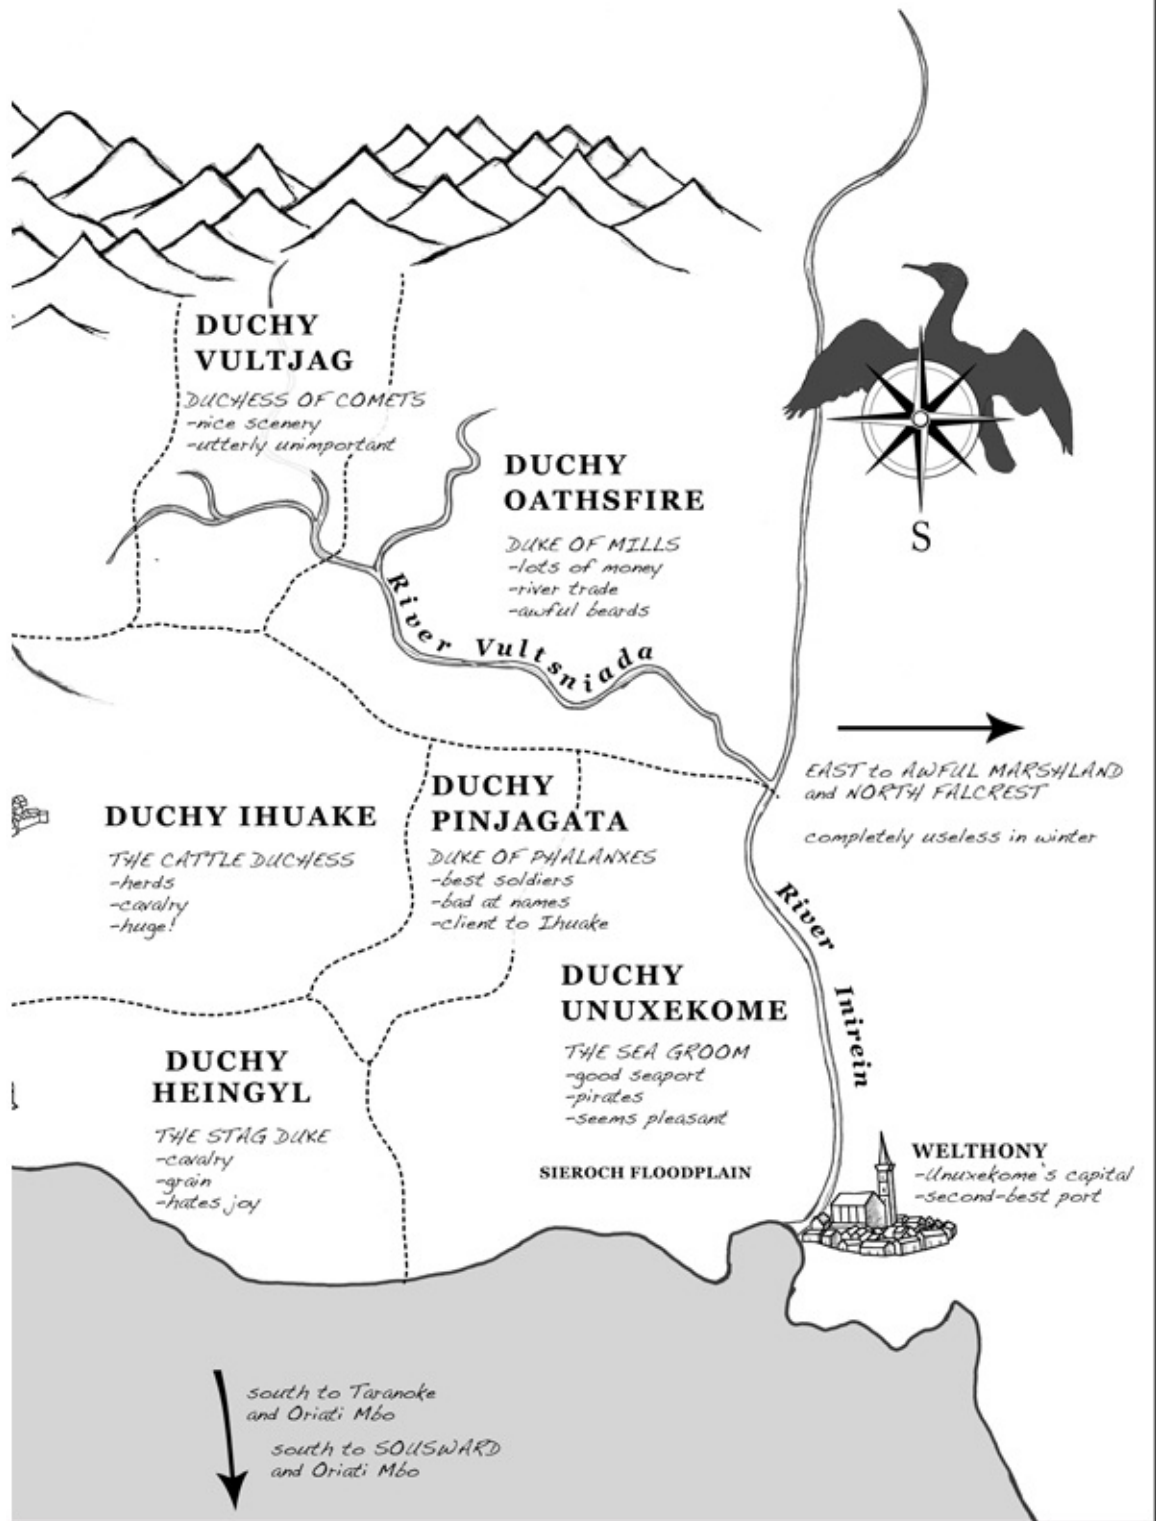 DUCHY
VULTJAG
DUCHESS OF COMETS
-nice scenery
-utterly unimportant
DUCHY
OATHSFIRE
DUKE OF MILLS
-lots of money
-river trade
-awful beards
S
River Vultsniada
EAST to AWFUL MARSHLAND
and NORTH FALCREST
completely useless in winter
DUCHY IHUAKE
THE CATTLE DUCHESS
-herds
-cavalry
-huge!
DUCHY
PINJAGATA
DUKE OF PHALANXES
-best soldiers
-bad at names
-client to Ihuake
River Inirein
DUCHY
UNUXEKOME
THE SEA GROOM
-good seaport
-pirates
-seems pleasant
DUCHY
HEINGYL
THE STAG DUKE
-cavalry
-grain
-hates joy
SIEROCH FLOODPLAIN
WELTHONY
-Unuxekome's capital
-second-best port
south to Taranoke
and Oriati Mbo
south to SOUSWARD
and Oriati Mbo